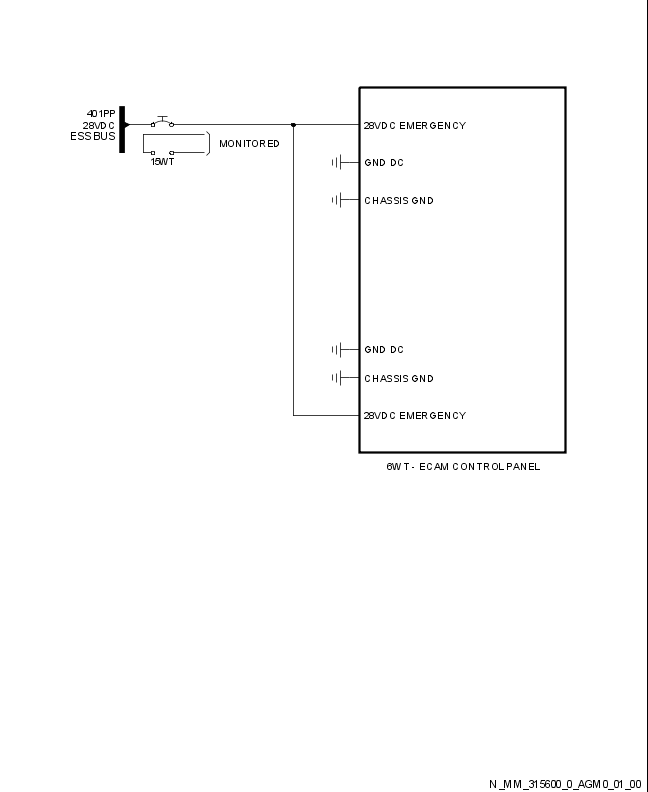 401PP
28VDC
ESS BUS
MONITORED
15WT
28VDC EMERGENCY
GND DC
CHASSIS GND
GND DC
CHASSIS GND
28VDC EMERGENCY
6WT - ECAM CONTROL PANEL
N_MM_315600_0_AGM0_01_00